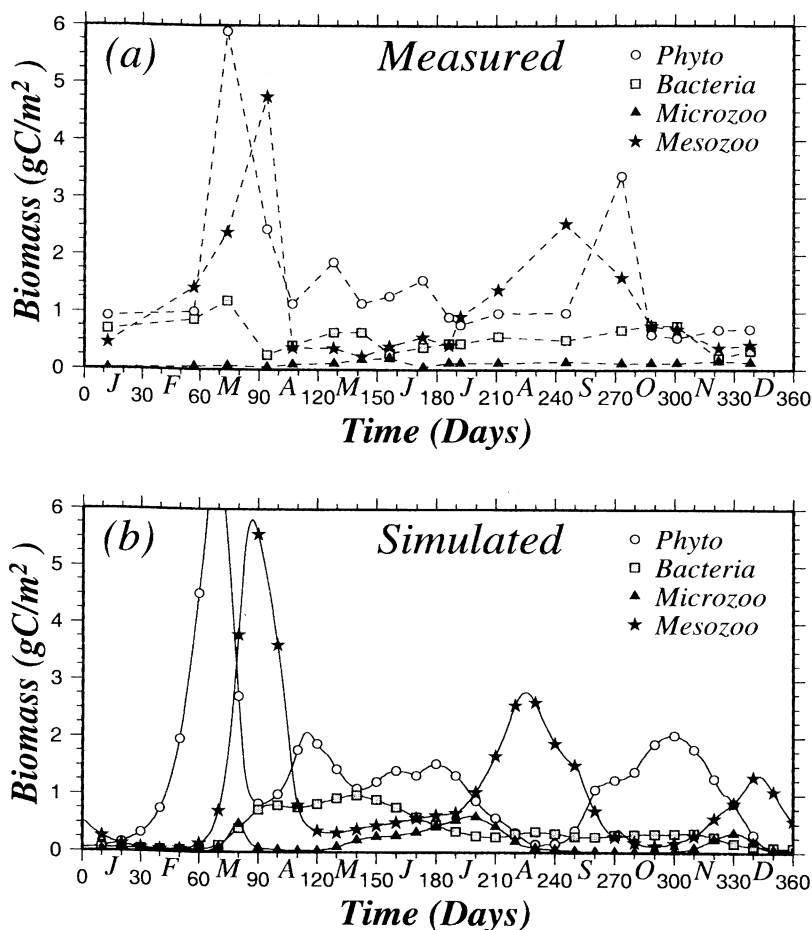 (a) Measured
Phyto
Bacteria
Microzoo
Mesozoo
Biomass (gC/m²)
6
5
4
3
2
1
0
J F M A M J J A S O N D
0 30 60 90 120 150 180 210 240 270 300 330 360
Time (Days)
(b) Simulated
Phyto
Bacteria
Microzoo
Mesozoo
Biomass (gC/m²)
6
5
4
3
2
1
0
J F M A M J J A S O N D
0 30 60 90 120 150 180 210 240 270 300 330 360
Time (Days)